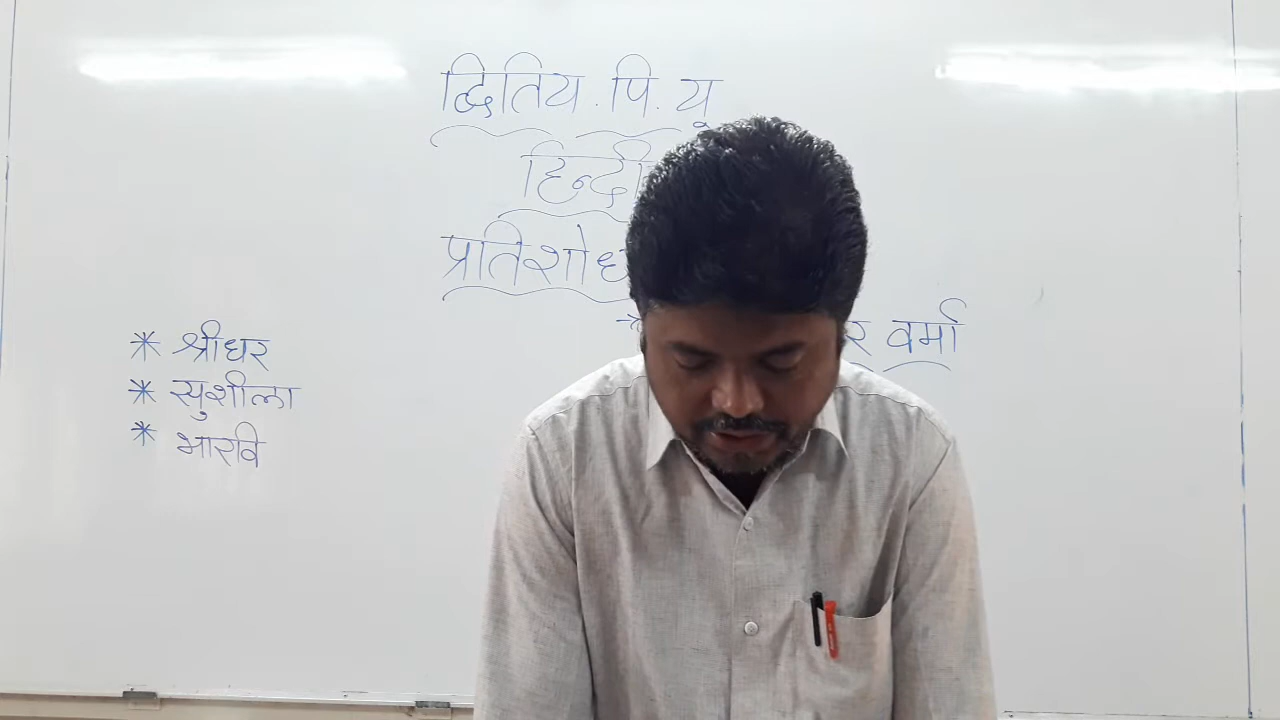 द्वितिय . पि. यू
हिन्दी
प्रतिशोध
वर्मा
* श्रीधर
* सुशीला
* भारवि